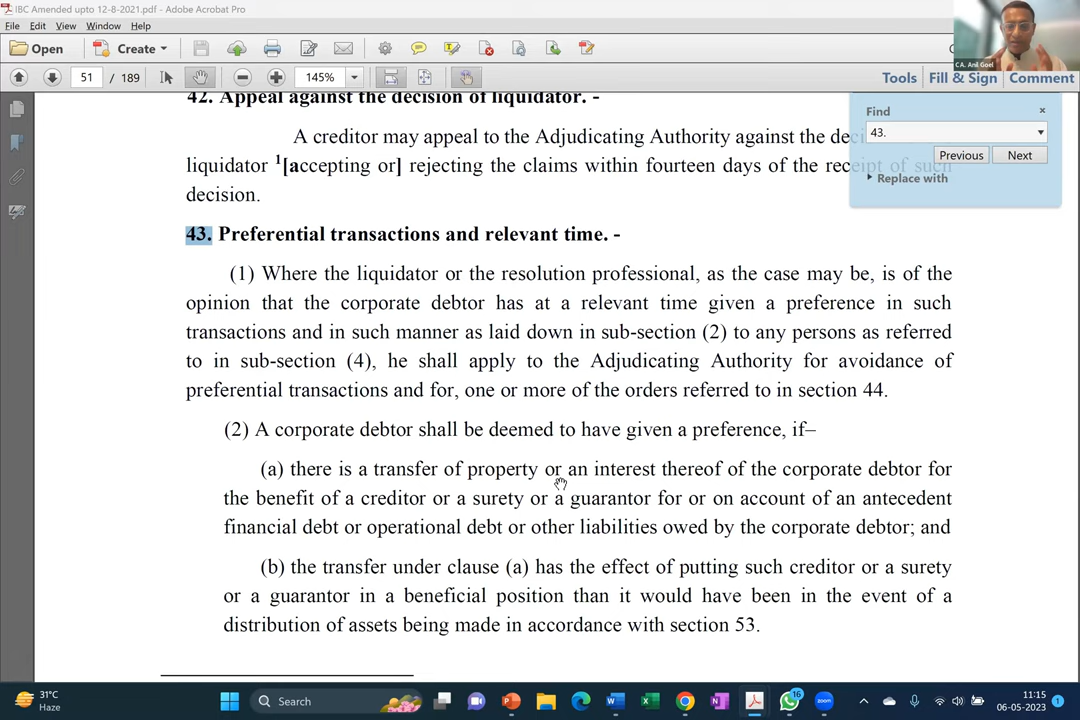 IBC Amended upto 12-8-2021.pdf - Adobe Acrobat Pro
File Edit View Window Help
Open Create
51 / 189 145%
Tools Fill & Sign Comment
CA. Anil Goel
Find
43.
Previous Next
Replace with
42. Appeal against the decision of liquidator. -
A creditor may appeal to the Adjudicating Authority against the deci
liquidator 1[accepting or] rejecting the claims within fourteen days of the receipt of such
decision.
43. Preferential transactions and relevant time. -
(1) Where the liquidator or the resolution professional, as the case may be, is of the
opinion that the corporate debtor has at a relevant time given a preference in such
transactions and in such manner as laid down in sub-section (2) to any persons as referred
to in sub-section (4), he shall apply to the Adjudicating Authority for avoidance of
preferential transactions and for, one or more of the orders referred to in section 44.
(2) A corporate debtor shall be deemed to have given a preference, if–
(a) there is a transfer of property or an interest thereof of the corporate debtor for
the benefit of a creditor or a surety or a guarantor for or on account of an antecedent
financial debt or operational debt or other liabilities owed by the corporate debtor; and
(b) the transfer under clause (a) has the effect of putting such creditor or a surety
or a guarantor in a beneficial position than it would have been in the event of a
distribution of assets being made in accordance with section 53.
31°C
Haze
Search
16
zoom
11:15
06-05-2023